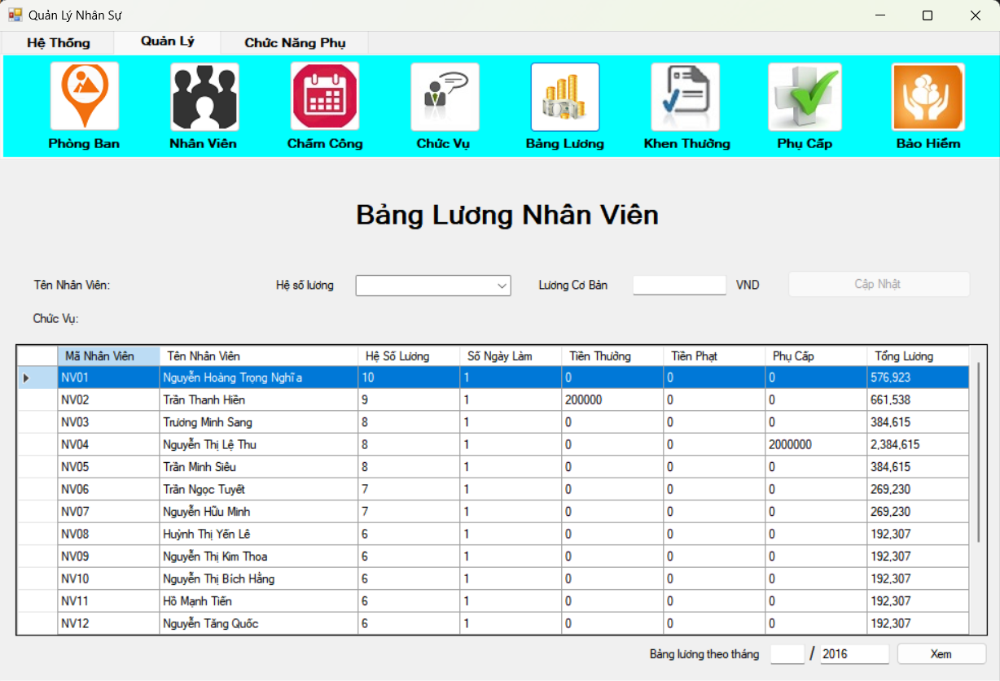 Quản Lý Nhân Sự
Hệ Thống Quản Lý Chức Năng Phụ
Phòng Ban Nhân Viên Chấm Công Chức Vụ Bảng Lương Khen Thưởng Phụ Cấp Bảo Hiểm
Bảng Lương Nhân Viên
Tên Nhân Viên: Hệ số lương Lương Cơ Bản VND Cập Nhật
Chức Vụ:
Mã Nhân Viên Tên Nhân Viên Hệ Số Lương Số Ngày Làm Tiền Thưởng Tiền Phạt Phụ Cấp Tổng Lương
NV01 Nguyễn Hoàng Trọng Nghĩa 10 1 0 0 0 576,923
NV02 Trần Thanh Hiền 9 1 200000 0 0 661,538
NV03 Trương Minh Sang 8 1 0 0 0 384,615
NV04 Nguyễn Thị Lệ Thu 8 1 0 0 2000000 2,384,615
NV05 Trần Minh Siêu 8 1 0 0 0 384,615
NV06 Trần Ngọc Tuyết 7 1 0 0 0 269,230
NV07 Nguyễn Hữu Minh 7 1 0 0 0 269,230
NV08 Huỳnh Thị Yến Lê 6 1 0 0 0 192,307
NV09 Nguyễn Thị Kim Thoa 6 1 0 0 0 192,307
NV10 Nguyễn Thị Bích Hằng 6 1 0 0 0 192,307
NV11 Hồ Mạnh Tiến 6 1 0 0 0 192,307
NV12 Nguyễn Tăng Quốc 6 1 0 0 0 192,307
Bảng lương theo tháng / 2016 Xem